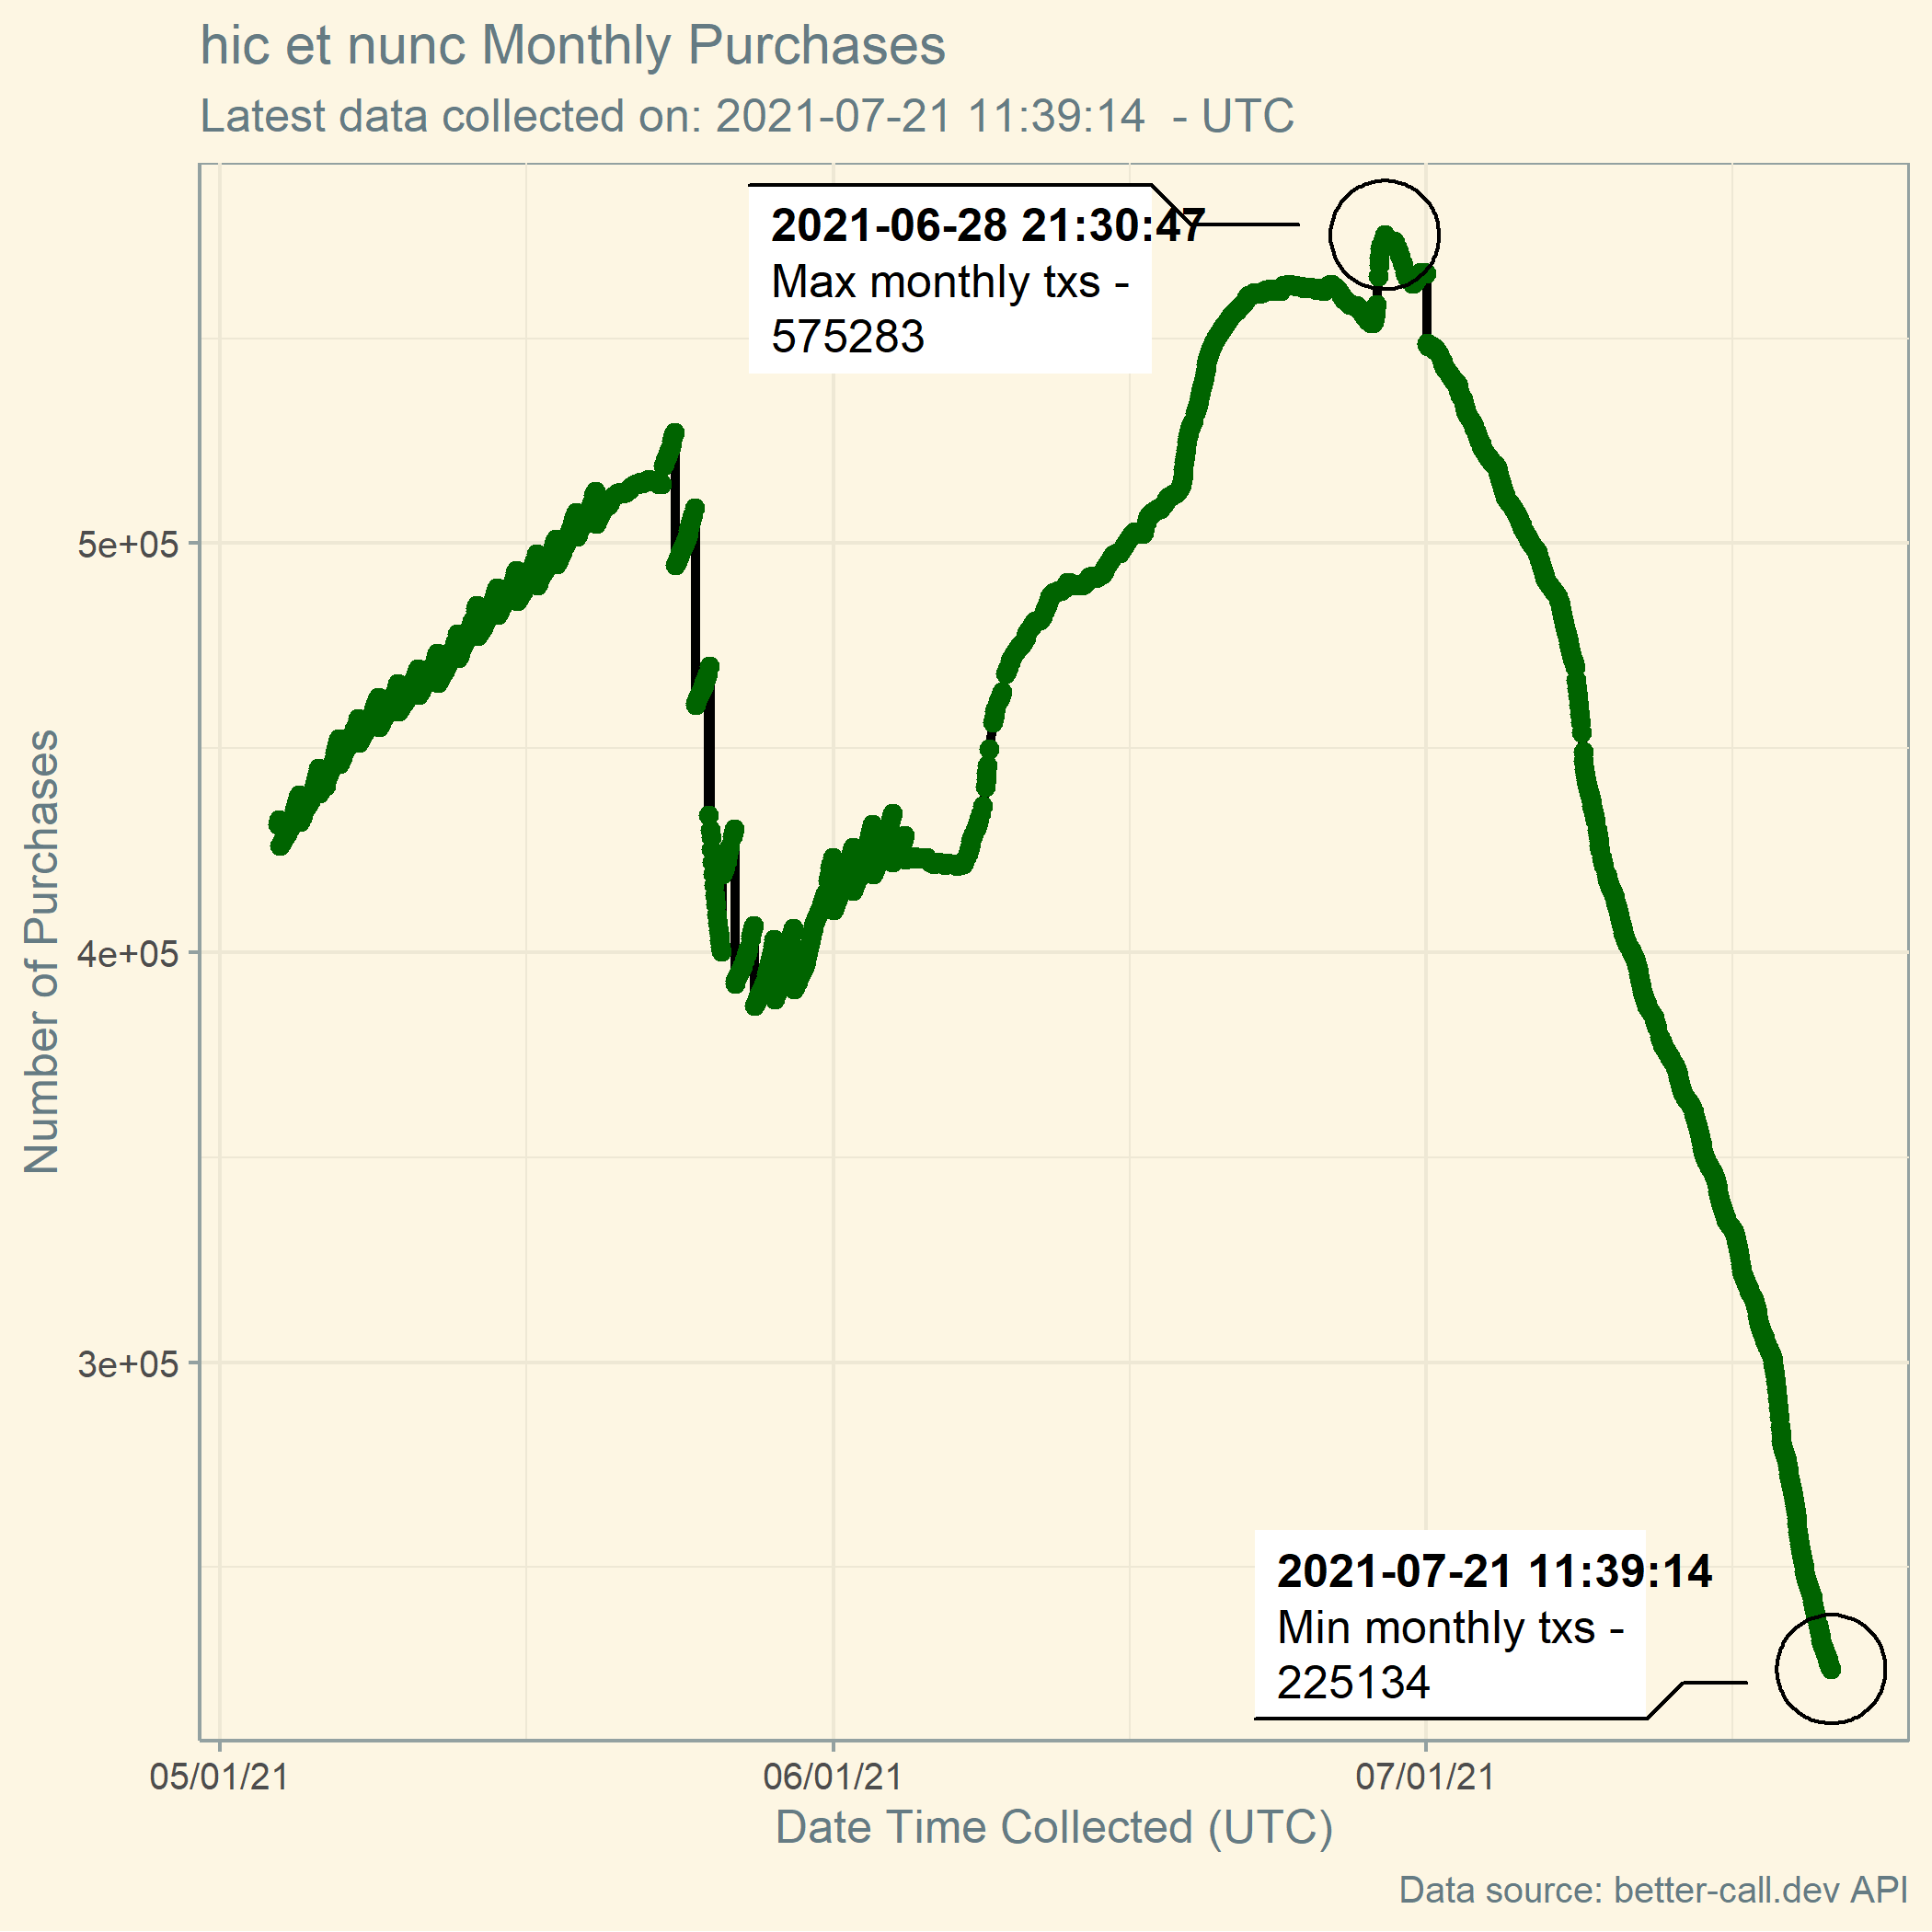 hic et nunc Monthly Purchases
Latest data collected on: 2021-07-21 11:39:14  - UTC
2021-06-28 21:30:47
Max monthly txs -
575283
Number of Purchases
5e+05
4e+05
3e+05
2021-07-21 11:39:14
Min monthly txs -
225134
05/01/21
06/01/21
07/01/21
Date Time Collected (UTC)
Data source: better-call.dev API